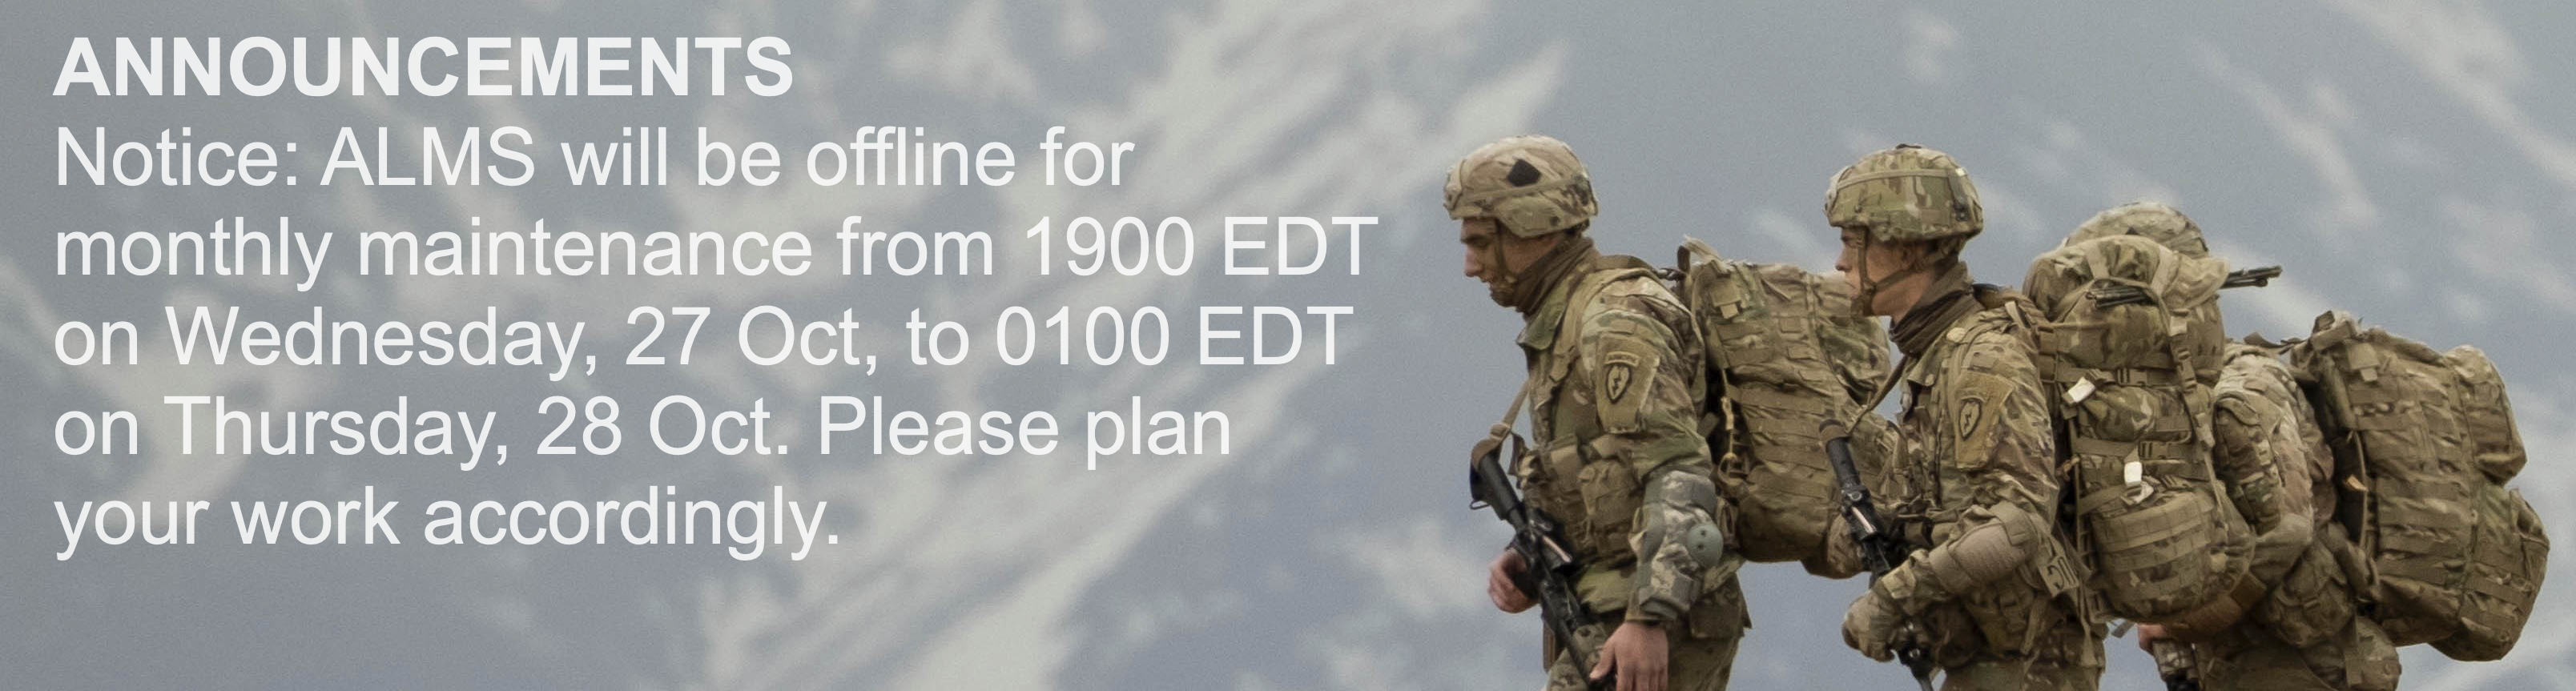 ANNOUNCEMENTS
Notice: ALMS will be offline for
monthly maintenance from 1900 EDT
on Wednesday, 27 Oct, to 0100 EDT
on Thursday, 28 Oct. Please plan
your work accordingly.